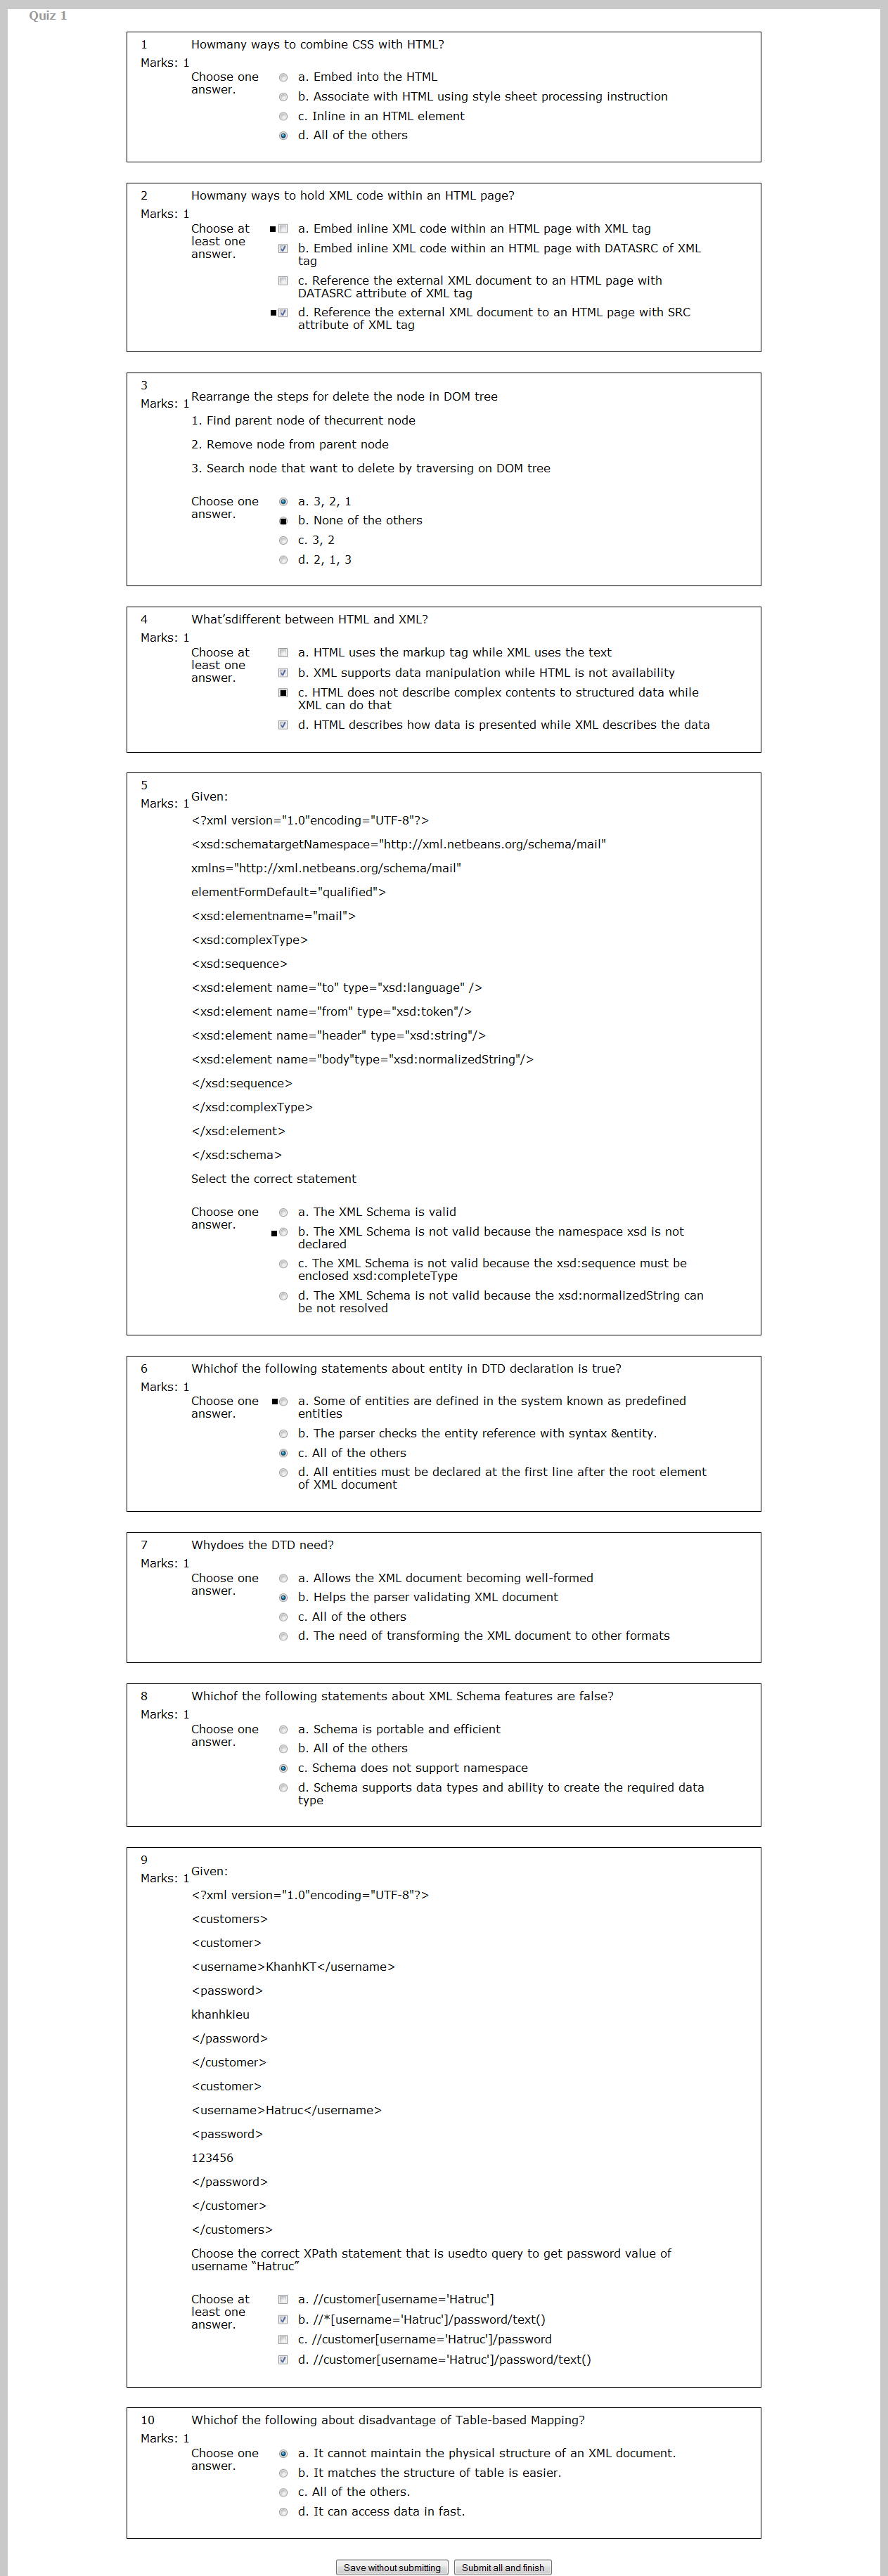 Quiz 1
1 Howmany ways to combine CSS with HTML?
Marks: 1
Choose one answer.
a. Embed into the HTML
b. Associate with HTML using style sheet processing instruction
c. Inline in an HTML element
d. All of the others
2 Howmany ways to hold XML code within an HTML page?
Marks: 1
Choose at least one answer.
a. Embed inline XML code within an HTML page with XML tag
b. Embed inline XML code within an HTML page with DATASRC of XML
tag
c. Reference the external XML document to an HTML page with
DATASRC attribute of XML tag
d. Reference the external XML document to an HTML page with SRC
attribute of XML tag
3
Marks: 1
Rearrange the steps for delete the node in DOM tree
1. Find parent node of thecurrent node
2. Remove node from parent node
3. Search node that want to delete by traversing on DOM tree
Choose one answer.
a. 3, 2, 1
b. None of the others
c. 3, 2
d. 2, 1, 3
4 What’sdifferent between HTML and XML?
Marks: 1
Choose at least one answer.
a. HTML uses the markup tag while XML uses the text
b. XML supports data manipulation while HTML is not availability
c. HTML does not describe complex contents to structured data while
XML can do that
d. HTML describes how data is presented while XML describes the data
5
Marks: 1
Given:
<?xml version="1.0"encoding="UTF-8"?>
<xsd:schematargetNamespace="http://xml.netbeans.org/schema/mail"
xmlns="http://xml.netbeans.org/schema/mail"
elementFormDefault="qualified">
<xsd:elementname="mail">
<xsd:complexType>
<xsd:sequence>
<xsd:element name="to" type="xsd:language" />
<xsd:element name="from" type="xsd:token"/>
<xsd:element name="header" type="xsd:string"/>
<xsd:element name="body"type="xsd:normalizedString"/>
</xsd:sequence>
</xsd:complexType>
</xsd:element>
</xsd:schema>
Select the correct statement
Choose one answer.
a. The XML Schema is valid
b. The XML Schema is not valid because the namespace xsd is not
declared
c. The XML Schema is not valid because the xsd:sequence must be
enclosed xsd:completeType
d. The XML Schema is not valid because the xsd:normalizedString can
be not resolved
6 Whichof the following statements about entity in DTD declaration is true?
Marks: 1
Choose one answer.
a. Some of entities are defined in the system known as predefined
entities
b. The parser checks the entity reference with syntax &entity.
c. All of the others
d. All entities must be declared at the first line after the root element
of XML document
7 Whydoes the DTD need?
Marks: 1
Choose one answer.
a. Allows the XML document becoming well-formed
b. Helps the parser validating XML document
c. All of the others
d. The need of transforming the XML document to other formats
8 Whichof the following statements about XML Schema features are false?
Marks: 1
Choose one answer.
a. Schema is portable and efficient
b. All of the others
c. Schema does not support namespace
d. Schema supports data types and ability to create the required data
type
9
Marks: 1
Given:
<?xml version="1.0"encoding="UTF-8"?>
<customers>
<customer>
<username>KhanhKT</username>
<password>
khanhkieu
</password>
</customer>
<customer>
<username>Hatruc</username>
<password>
123456
</password>
</customer>
</customers>
Choose the correct XPath statement that is usedto query to get password value of
username “Hatruc”
Choose at least one answer.
a. //customer[username='Hatruc']
b. //*[username='Hatruc']/password/text()
c. //customer[username='Hatruc']/password
d. //customer[username='Hatruc']/password/text()
10 Whichof the following about disadvantage of Table-based Mapping?
Marks: 1
Choose one answer.
a. It cannot maintain the physical structure of an XML document.
b. It matches the structure of table is easier.
c. All of the others.
d. It can access data in fast.
Save without submitting Submit all and finish